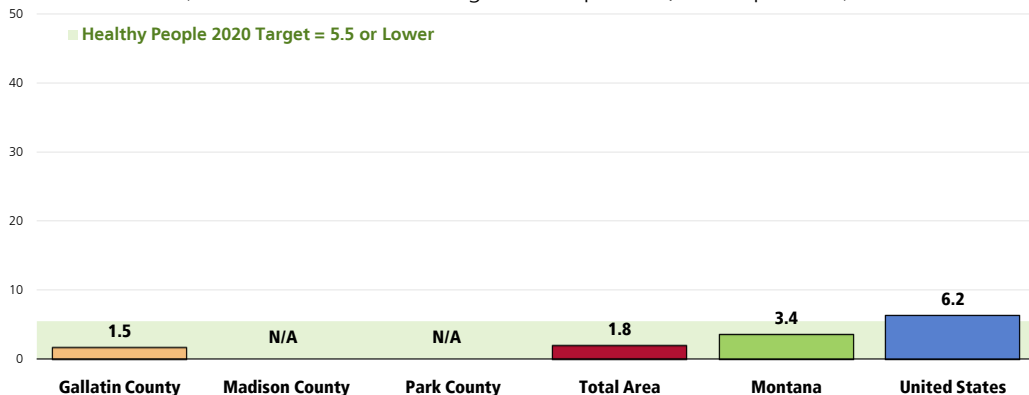 50
Healthy People 2020 Target = 5.5 or Lower
40
30
20
10
0
1.5
N/A
N/A
1.8
3.4
6.2
Gallatin County
Madison County
Park County
Total Area
Montana
United States